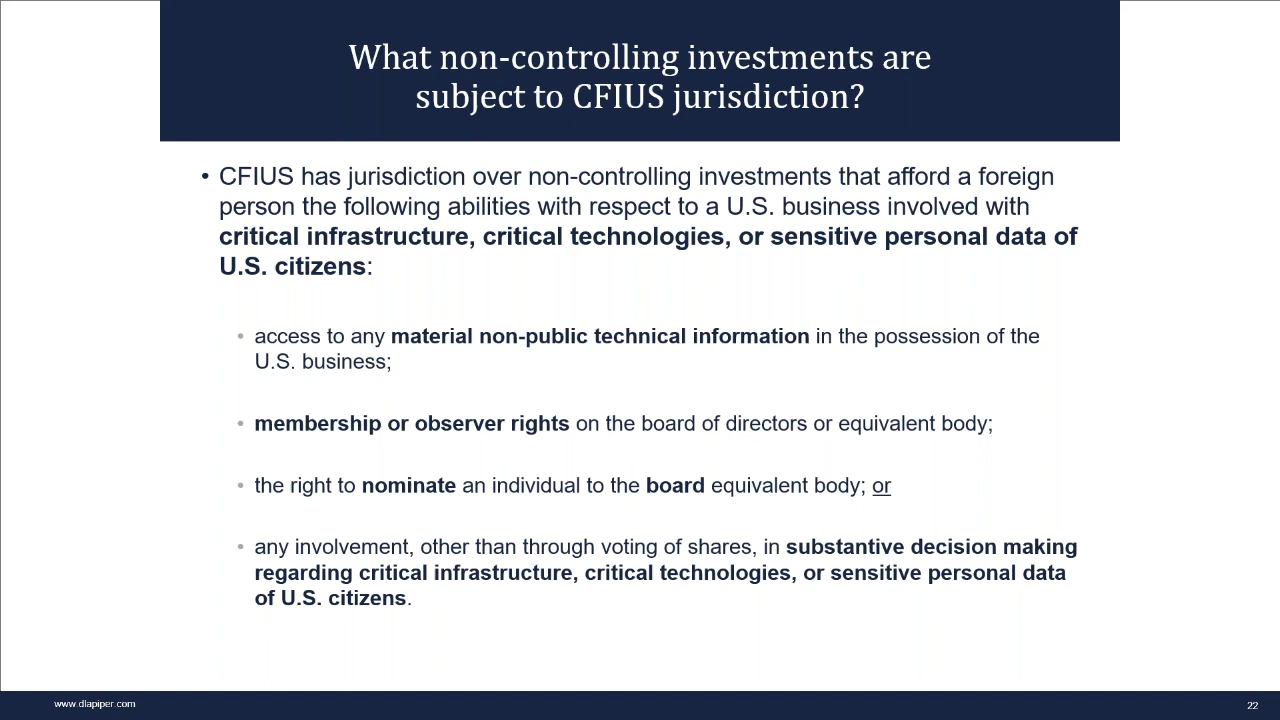 What non-controlling investments are
subject to CFIUS jurisdiction?
• CFIUS has jurisdiction over non-controlling investments that afford a foreign
person the following abilities with respect to a U.S. business involved with
critical infrastructure, critical technologies, or sensitive personal data of
U.S. citizens:
• access to any material non-public technical information in the possession of the
U.S. business;
• membership or observer rights on the board of directors or equivalent body;
• the right to nominate an individual to the board equivalent body; or
• any involvement, other than through voting of shares, in substantive decision making
regarding critical infrastructure, critical technologies, or sensitive personal data
of U.S. citizens.
www.dlapiper.com
22